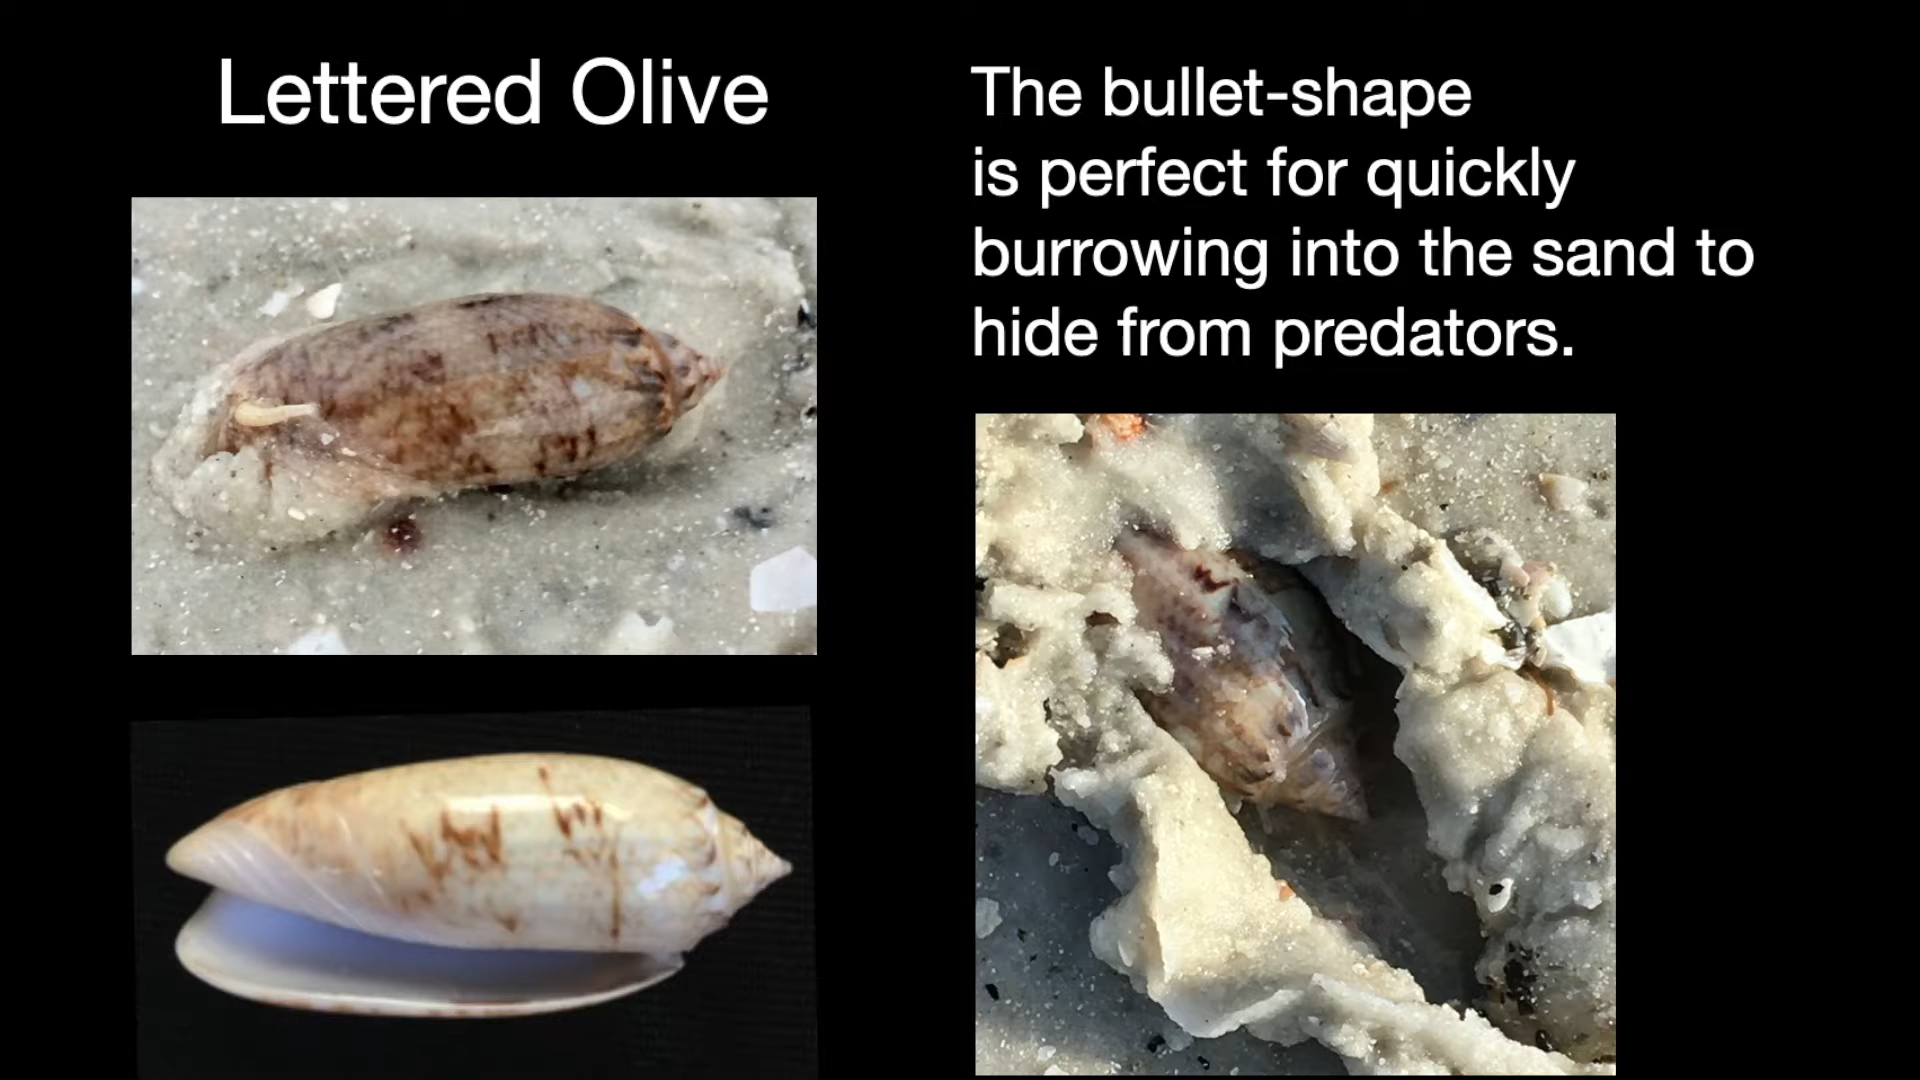 Lettered Olive
The bullet-shape
is perfect for quickly
burrowing into the sand to
hide from predators.